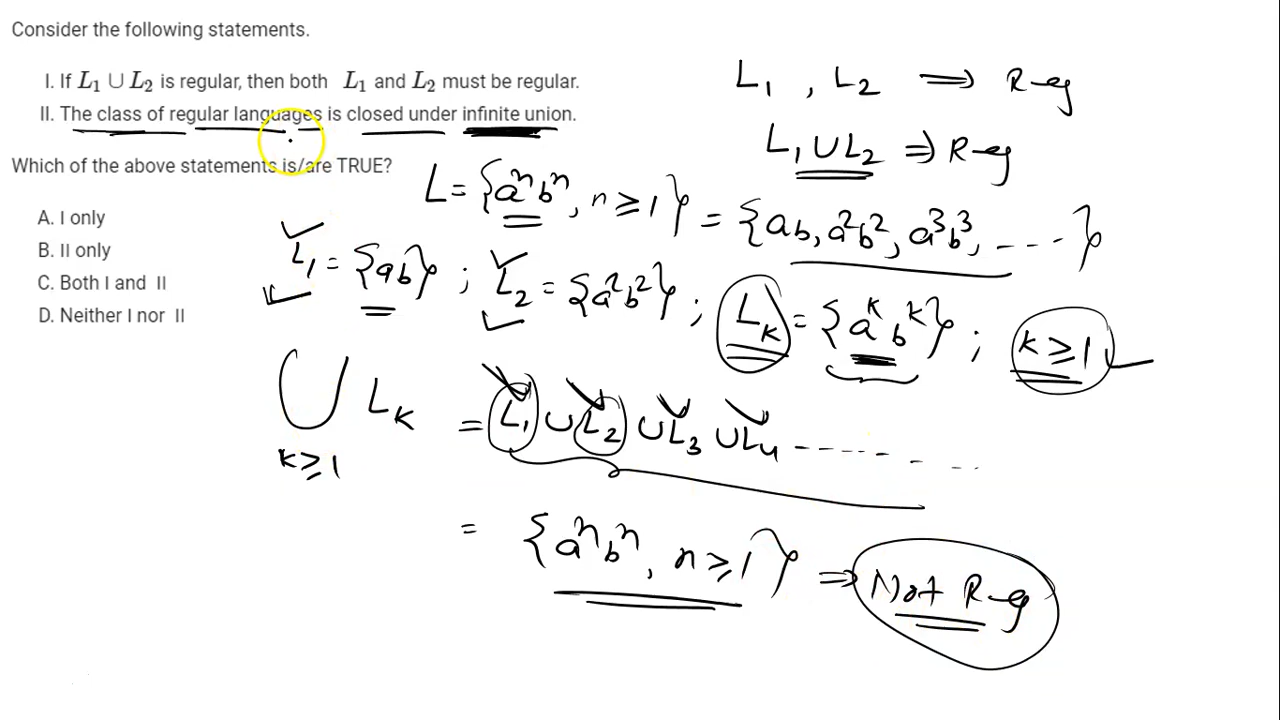 Consider the following statements.
I. If L₁ ∪ L₂ is regular, then both L₁ and L₂ must be regular.
II. The class of regular languages is closed under infinite union.
Which of the above statements is/are TRUE?
A. I only
B. II only
C. Both I and II
D. Neither I nor II
L₁ , L₂ ⇒ Reg
L₁∪L₂ ⇒ Reg
L = {aⁿbⁿ, n ≥ 1} = {ab, a²b², a³b³, ----}
L₁ = {ab} ; L₂ = {a²b²} ; Lₖ = {aᵏbᵏ} ; k ≥ 1
∪ Lₖ = L₁ ∪ L₂ ∪ L₃ ∪ L₄ --------
k ≥ 1
= {aⁿbⁿ, n ≥ 1} ⇒ Not Reg